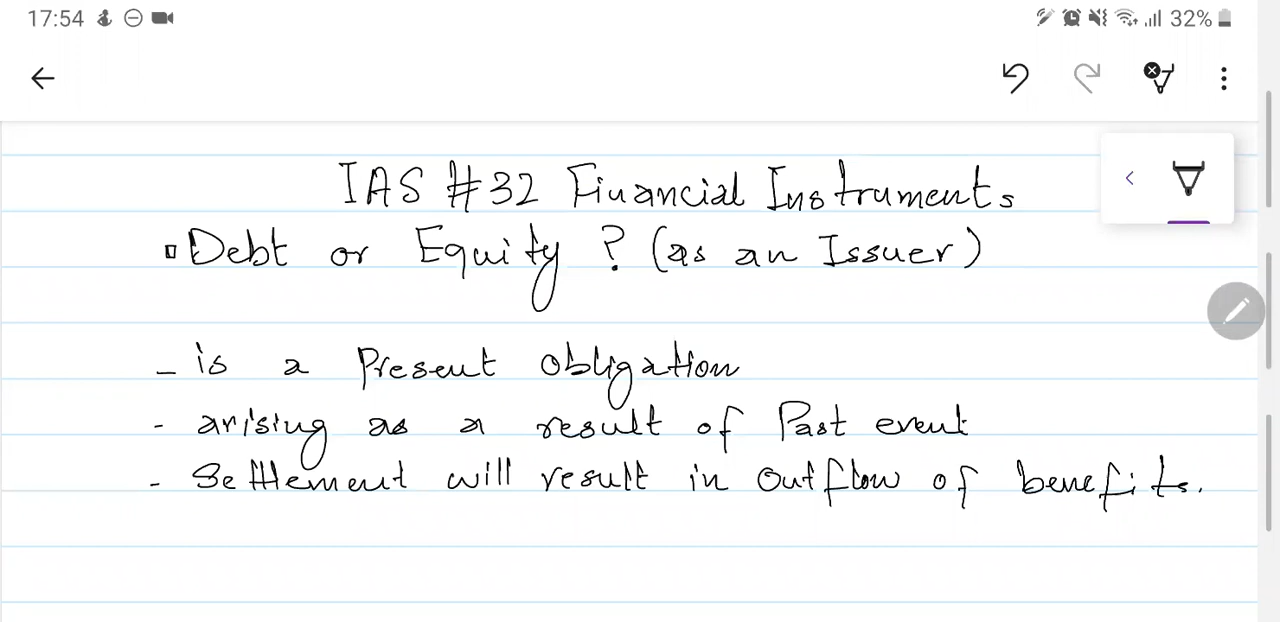 17:54 32%
IAS #32 Financial Instruments
Debt or Equity ? (as an Issuer)
- is a Present obligation
- arising as a result of Past event
- Settlement will result in Outflow of benefits.